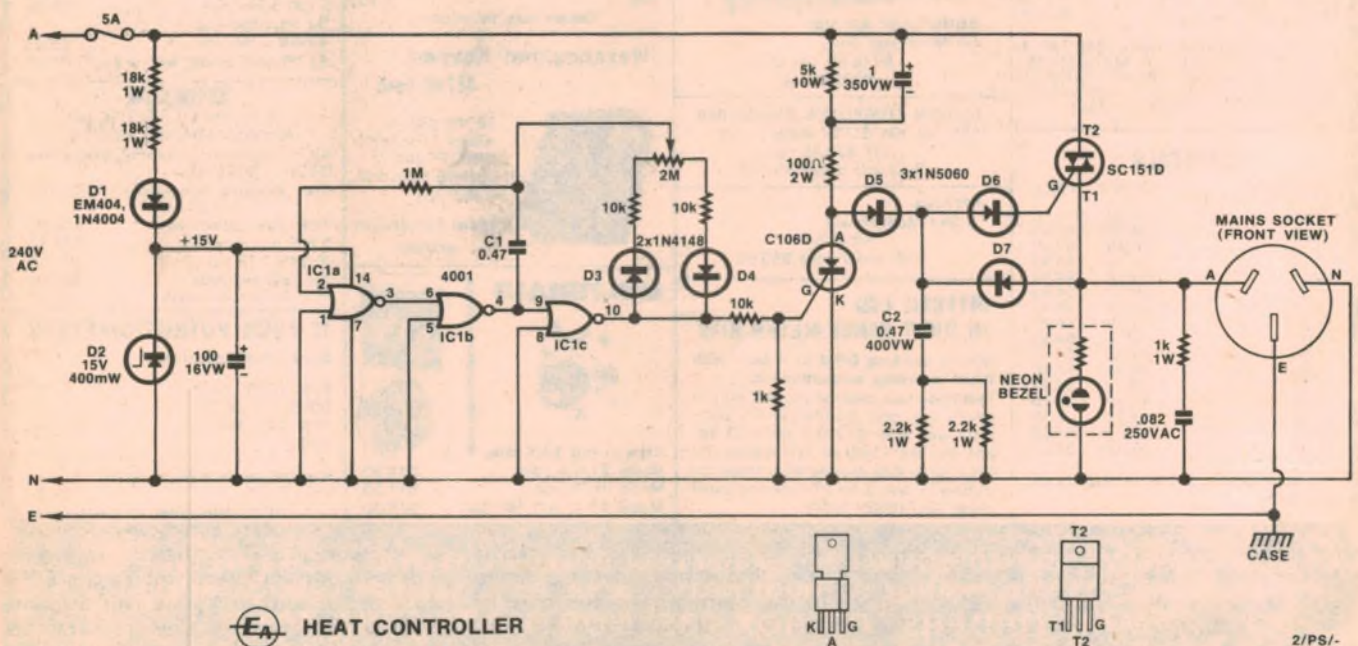 A
5A
18k
1W
18k
1W
D1
EM404,
1N4004
240V
AC
+15V
D2
15V
400mW
100
16VW
+
-
1M
IC1a
2
14
3
1
7
4001
6
4
5
IC1b
C1
0.47
9
10
8
IC1c
2M
10k
10k
2x1N4148
D3
D4
10k
1k
5k
10W
1
350VW
+
-
100Ω
2W
C106D
A
G
K
D5
3x1N5060
D6
D7
C2
0.47
400VW
2.2k
1W
2.2k
1W
T2
SC151D
G
T1
NEON
BEZEL
1k
1W
.082
250VAC
MAINS SOCKET
(FRONT VIEW)
A
N
E
N
E
CASE
EA HEAT CONTROLLER
K
G
A
T2
T1
G
T2
2/PS/-